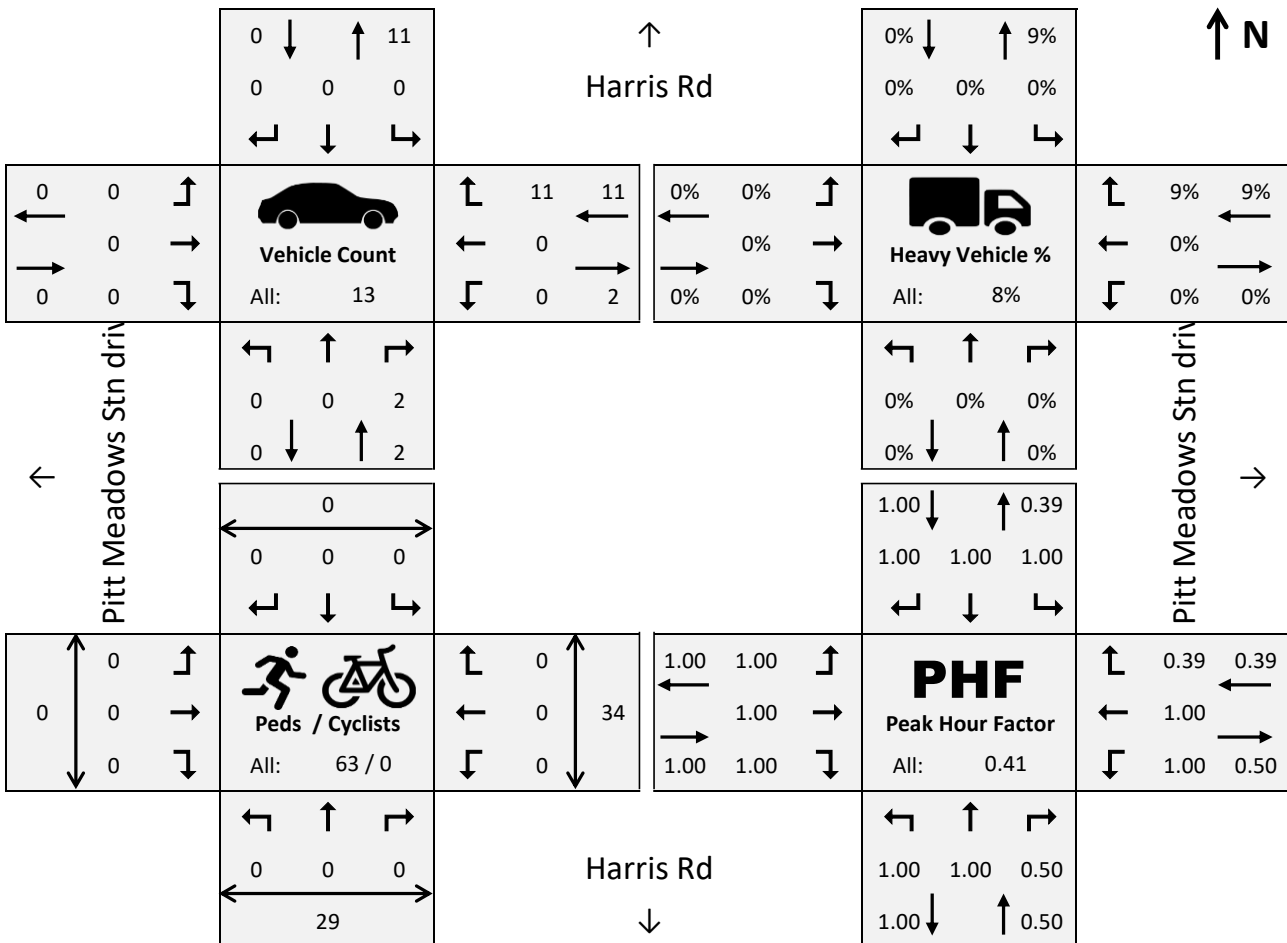 0 11
0 0 0
Harris Rd
0% 9%
0% 0% 0%
N
0 0
0
0 0
Vehicle Count
All: 13
11 11
0
0 2
0% 0%
0%
0% 0%
Heavy Vehicle %
All: 8%
9% 9%
0%
0% 0%
0 0 2
0 2
0% 0% 0%
0% 0%
Pitt Meadows Stn driv
Pitt Meadows Stn driv
0
0 0 0
1.00 0.39
1.00 1.00 1.00
0
0
0
0
Peds / Cyclists
All: 63 / 0
0
0 34
0
1.00 1.00
1.00
1.00 1.00
PHF
Peak Hour Factor
All: 0.41
0.39 0.39
1.00
1.00 0.50
0 0 0
29
Harris Rd
1.00 1.00 0.50
1.00 0.50